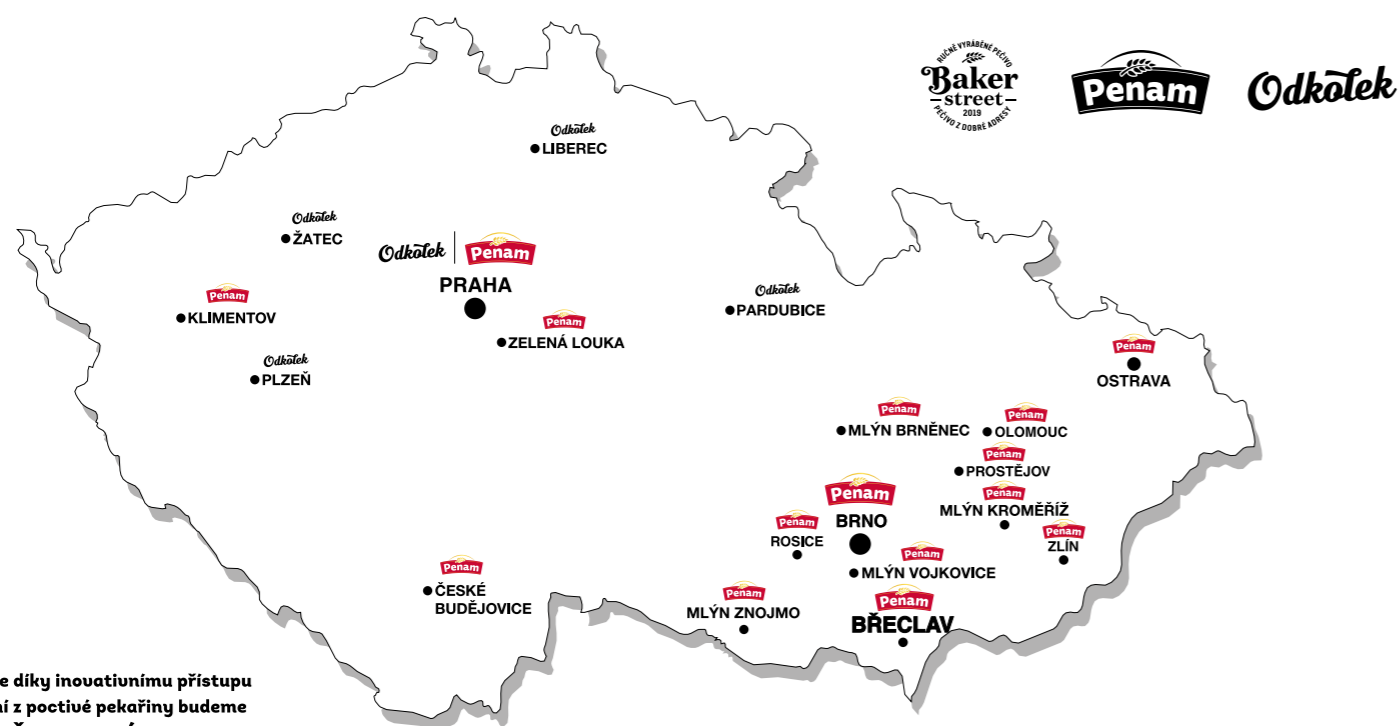 RUČNĚ VYRÁBĚNÉ PEČIVO
Baker
street
2019
PEČIVO Z DOBRÉ ADRESY
Penam
Odkolek
Odkolek
LIBEREC
Odkolek
ŽATEC
Odkolek
Penam
PRAHA
Penam
KLIMENTOV
Odkolek
PARDUBICE
Penam
ZELENÁ LOUKA
Odkolek
PLZEŇ
Penam
OSTRAVA
Penam
MLÝN BRNĚNEC
Penam
OLOMOUC
Penam
PROSTĚJOV
Penam
BRNO
Penam
MLÝN KROMĚŘÍŽ
Penam
ROSICE
Penam
ZLÍN
Penam
MLÝN VOJKOVICE
Penam
ČESKÉ
BUDĚJOVICE
Penam
MLÝN ZNOJMO
Penam
BŘECLAV
e díky inovativnímu přístupu
ní z poctivé pekařiny budeme